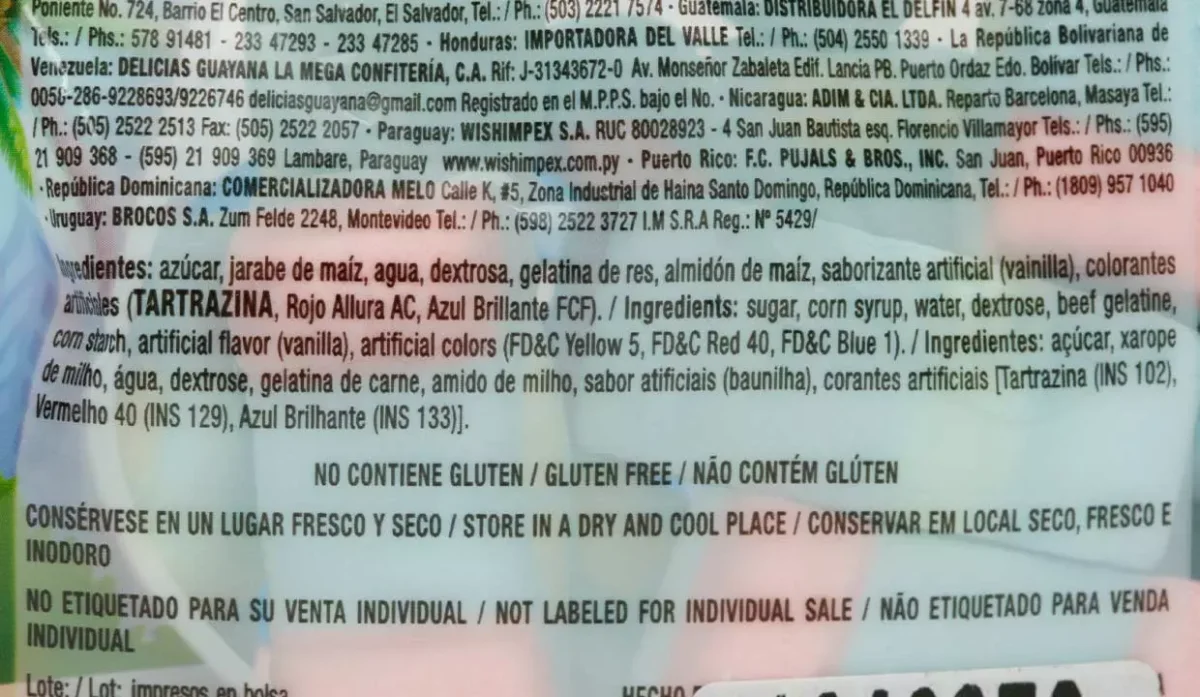 Poniente No. 724, Barrio El Centro, San Salvador, El Salvador, Tel.: / Ph.: (503) 2221 7574 · Guatemala: DISTRIBUIDORA EL DELFIN 4 av. 7-68 zona 4, Guatemala
Tels.: / Phs.: 578 91481 - 233 47293 - 233 47285 · Honduras: IMPORTADORA DEL VALLE Tel.: / Ph.: (504) 2550 1339 · La República Bolivariana de
Venezuela: DELICIAS GUAYANA LA MEGA CONFITERÍA, C.A. Rif: J-31343672-0 Av. Monseñor Zabaleta Edif. Lancia PB. Puerto Ordaz Edo. Bolívar Tels.: / Phs.:
0058-286-9228693/9226746 deliciasguayana@gmail.com Registrado en el M.P.P.S. bajo el No. · Nicaragua: ADIM & CIA. LTDA. Reparto Barcelona, Masaya Tel.:
/ Ph.: (505) 2522 2513 Fax: (505) 2522 2057 · Paraguay: WISHIMPEX S.A. RUC 80028923 - 4 San Juan Bautista esq. Florencio Villamayor Tels.: / Phs.: (595)
21 909 368 - (595) 21 909 369 Lambare, Paraguay www.wishimpex.com.py · Puerto Rico: F.C. PUJALS & BROS., INC. San Juan, Puerto Rico 00936
· República Dominicana: COMERCIALIZADORA MELO Calle K, #5, Zona Industrial de Haina Santo Domingo, República Dominicana, Tel.: / Ph.: (1809) 957 1040
· Uruguay: BROCOS S.A. Zum Felde 2248, Montevideo Tel.: / Ph.: (598) 2522 3727 I.M S.R.A Reg.: Nº 5429/
Ingredientes: azúcar, jarabe de maíz, agua, dextrosa, gelatina de res, almidón de maíz, saborizante artificial (vainilla), colorantes
artificiales (TARTRAZINA, Rojo Allura AC, Azul Brillante FCF). / Ingredients: sugar, corn syrup, water, dextrose, beef gelatine,
corn starch, artificial flavor (vanilla), artificial colors (FD&C Yellow 5, FD&C Red 40, FD&C Blue 1). / Ingredientes: açúcar, xarope
de milho, água, dextrose, gelatina de carne, amido de milho, sabor atificiais (baunilha), corantes artificiais [Tartrazina (INS 102),
Vermelho 40 (INS 129), Azul Brilhante (INS 133)].
NO CONTIENE GLUTEN / GLUTEN FREE / NÃO CONTÉM GLÚTEN
CONSÉRVESE EN UN LUGAR FRESCO Y SECO / STORE IN A DRY AND COOL PLACE / CONSERVAR EM LOCAL SECO, FRESCO E
INODORO
NO ETIQUETADO PARA SU VENTA INDIVIDUAL / NOT LABELED FOR INDIVIDUAL SALE / NÃO ETIQUETADO PARA VENDA
INDIVIDUAL
Lote: / Lot: impresos en bolsa
HECHO